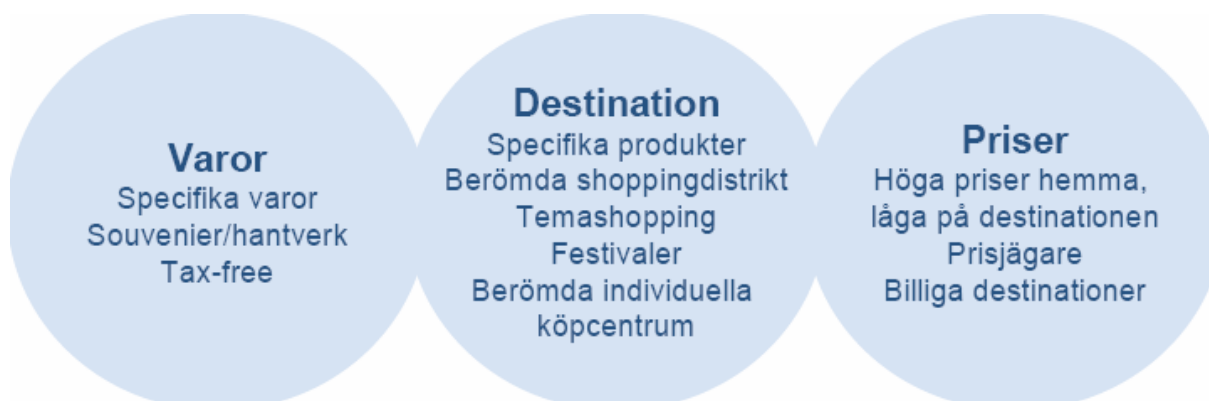 Varor
Specifika varor
Souvenier/hantverk
Tax-free
Destination
Specifika produkter
Berömda shoppingdistrikt
Temashopping
Festivaler
Berömda individuella
köpcentrum
Priser
Höga priser hemma,
låga på destinationen
Prisjägare
Billiga destinationer